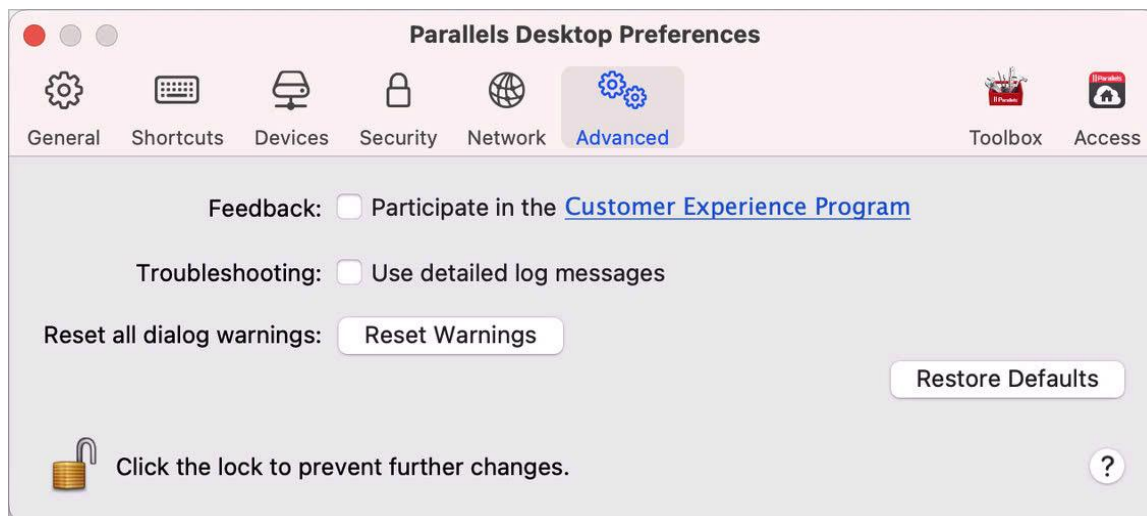 Parallels Desktop Preferences
|| Parallels
|| Parallels
General Shortcuts Devices Security Network Advanced Toolbox Access
Feedback: Participate in the Customer Experience Program
Troubleshooting: Use detailed log messages
Reset all dialog warnings: Reset Warnings
Restore Defaults
Click the lock to prevent further changes. ?